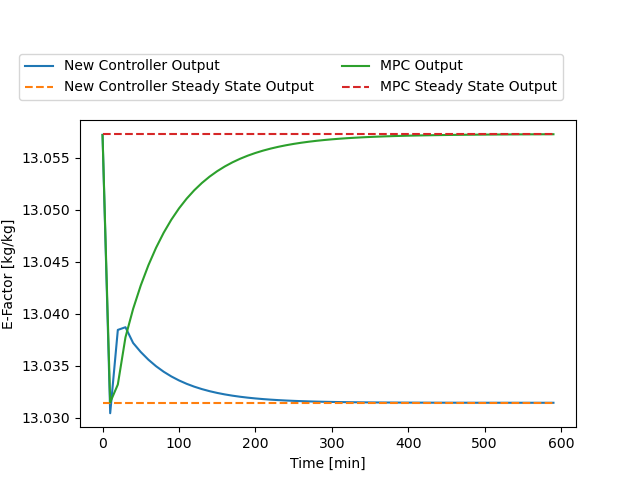 New Controller Output
New Controller Steady State Output
MPC Output
MPC Steady State Output
13.055
13.050
13.045
13.040
13.035
13.030
E-Factor [kg/kg]
0 100 200 300 400 500 600
Time [min]